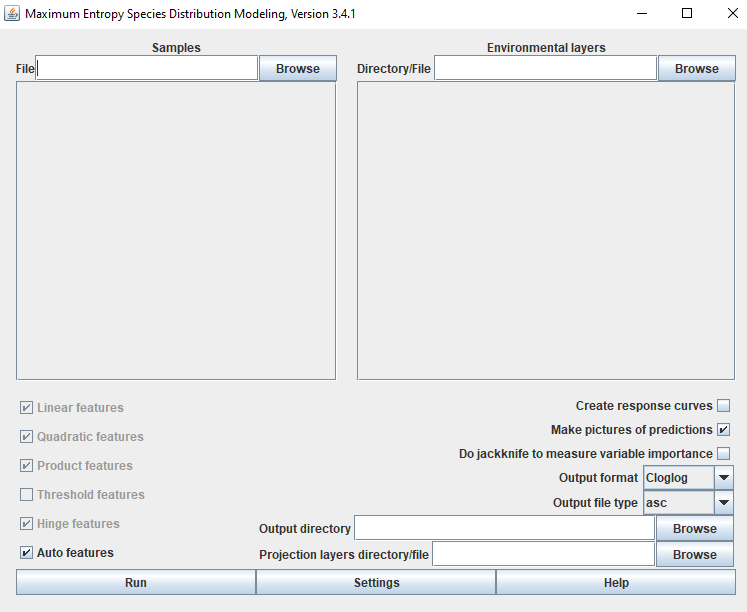 Maximum Entropy Species Distribution Modeling, Version 3.4.1
Samples
File
Browse
Environmental layers
Directory/File
Browse
Linear features
Quadratic features
Product features
Threshold features
Hinge features
Auto features
Create response curves
Make pictures of predictions
Do jackknife to measure variable importance
Output format Cloglog
Output file type asc
Output directory
Browse
Projection layers directory/file
Browse
Run
Settings
Help